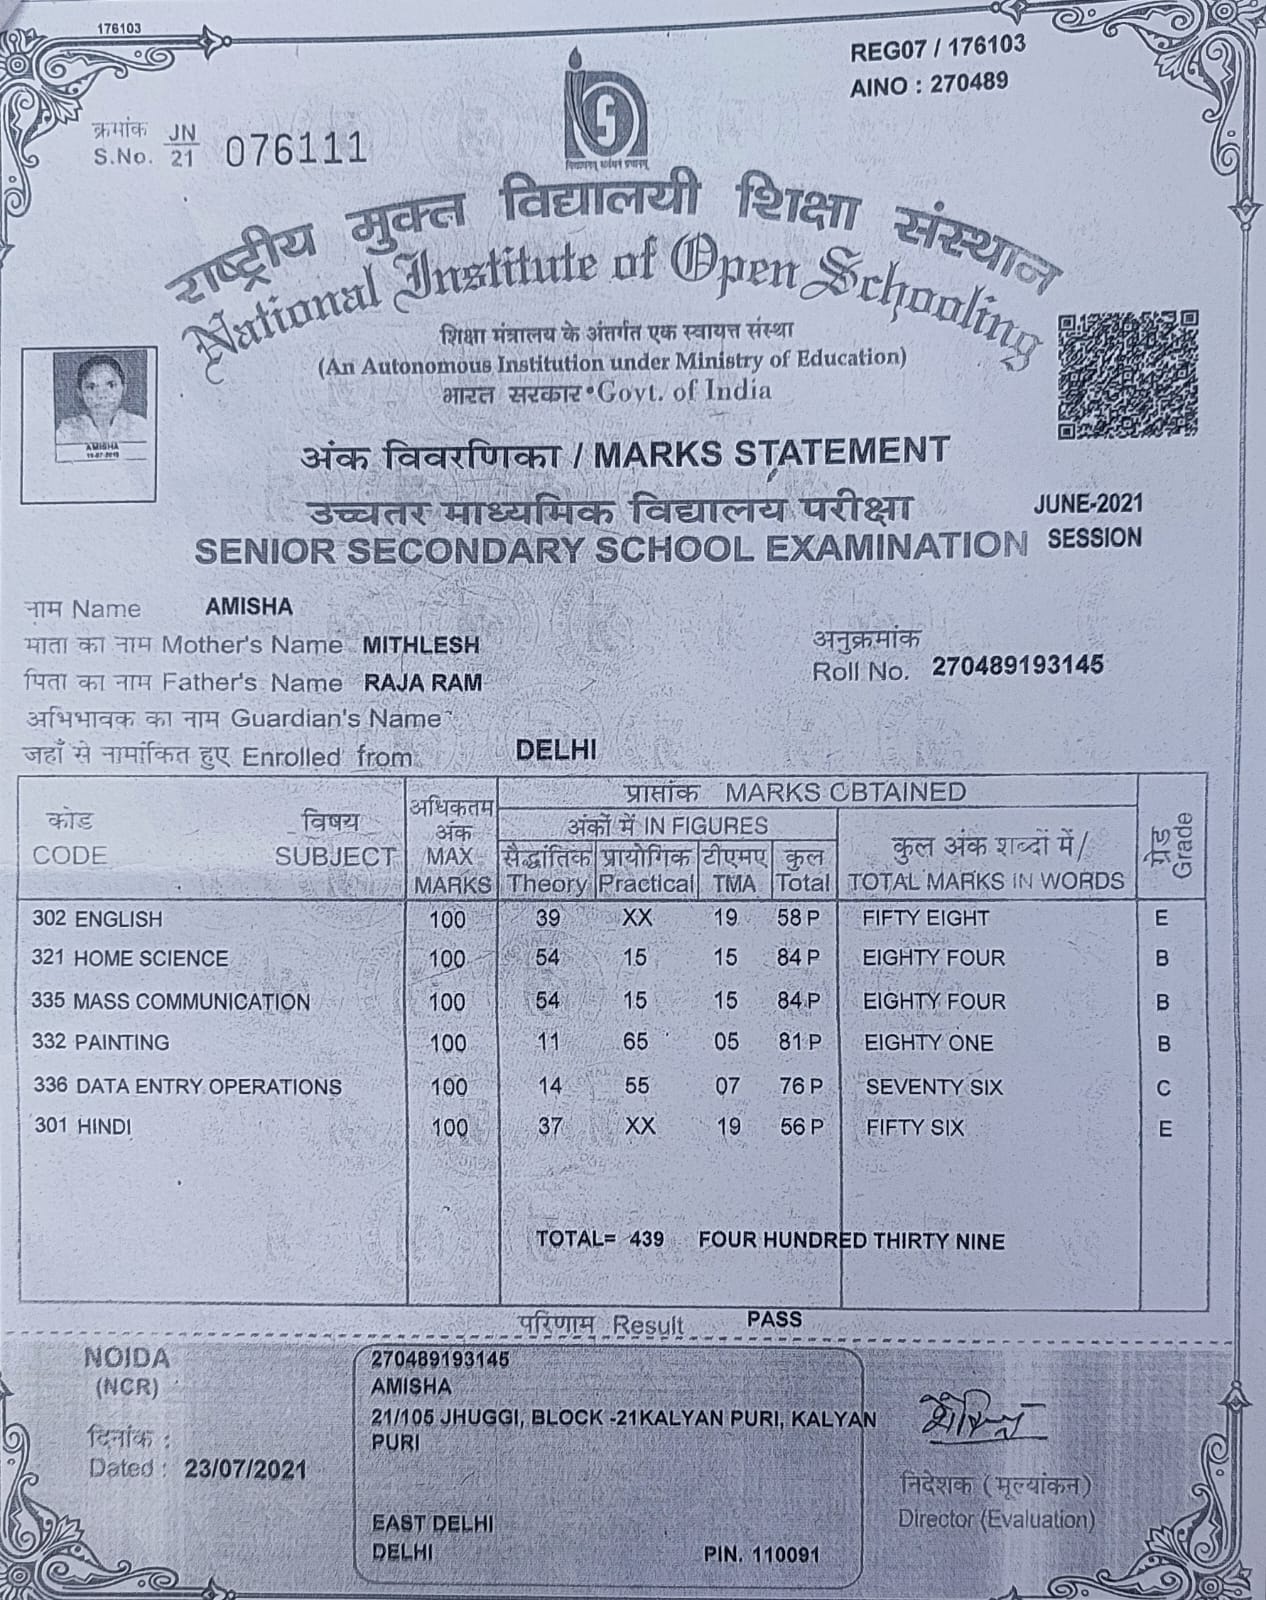 176103
REG07 / 176103
AINO : 270489
क्रमांक JN
S.No. 21 076111
राष्ट्रीय मुक्त विद्यालयी शिक्षा संस्थान
National Institute of Open Schooling
शिक्षा मंत्रालय के अंतर्गत एक स्वायत्त संस्था
(An Autonomous Institution under Ministry of Education)
भारत सरकार•Govt. of India
AMISHA
अंक विवरणिका / MARKS STATEMENT
उच्चतर माध्यमिक विद्यालय परीक्षा JUNE-2021
SENIOR SECONDARY SCHOOL EXAMINATION SESSION
नाम Name AMISHA
माता का नाम Mother's Name MITHLESH
अनुक्रमांक
Roll No. 270489193145
पिता का नाम Father's Name RAJA RAM
अभिभावक का नाम Guardian's Name
जहाँ से नामांकित हुए Enrolled from DELHI
कोड विषय अधिकतम अंक प्राप्तांक MARKS OBTAINED ग्रेड
CODE SUBJECT MAX MARKS अंकों में IN FIGURES कुल अंक शब्दों में/ Grade
सैद्धांतिक प्रायोगिक टीएमए कुल
Theory Practical TMA Total TOTAL MARKS IN WORDS
302 ENGLISH 100 39 XX 19 58 P FIFTY EIGHT E
321 HOME SCIENCE 100 54 15 15 84 P EIGHTY FOUR B
335 MASS COMMUNICATION 100 54 15 15 84 P EIGHTY FOUR B
332 PAINTING 100 11 65 05 81 P EIGHTY ONE B
336 DATA ENTRY OPERATIONS 100 14 55 07 76 P SEVENTY SIX C
301 HINDI 100 37 XX 19 56 P FIFTY SIX E
TOTAL= 439 FOUR HUNDRED THIRTY NINE
परिणाम Result PASS
NOIDA
(NCR)
दिनांक :
Dated : 23/07/2021
270489193145
AMISHA
21/105 JHUGGI, BLOCK -21KALYAN PURI, KALYAN
PURI
EAST DELHI
DELHI PIN. 110091
निदेशक (मूल्यांकन)
Director (Evaluation)